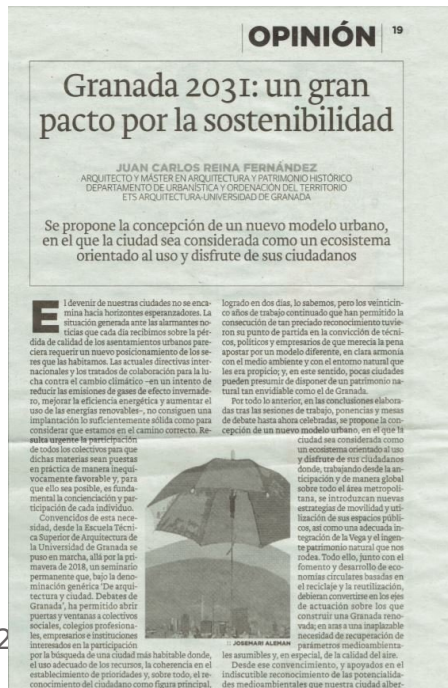 OPINIÓN 19
Granada 2031: un gran
pacto por la sostenibilidad
JUAN CARLOS REINA FERNÁNDEZ
ARQUITECTO Y MÁSTER EN ARQUITECTURA Y PATRIMONIO HISTÓRICO
DEPARTAMENTO DE URBANÍSTICA Y ORDENACIÓN DEL TERRITORIO
ETS ARQUITECTURA-UNIVERSIDAD DE GRANADA
Se propone la concepción de un nuevo modelo urbano,
en el que la ciudad sea considerada como un ecosistema
orientado al uso y disfrute de sus ciudadanos
El devenir de nuestras ciudades no se enca-
mina hacia horizontes esperanzadores. La
situación generada ante las alarmantes no-
ticias que cada día recibimos sobre la pér-
dida de calidad de los asentamientos urbanos pare-
ciera requerir un nuevo posicionamiento de los se-
res que las habitamos. Las actuales directivas inter-
nacionales y los tratados de colaboración para la lu-
cha contra el cambio climático –en un intento de
reducir las emisiones de gases de efecto invernade-
ro, mejorar la eficiencia energética y aumentar el
uso de las energías renovables–, no consiguen una
implantación lo suficientemente sólida como para
considerar que estamos en el camino correcto. Re-
sulta urgente la participación
de todos los colectivos para que
dichas materias sean puestas
en práctica de manera inequí-
vocamente favorable y, para
que ello sea posible, es funda-
mental la concienciación y par-
ticipación de cada individuo.
Convencidos de esta nece-
sidad, desde la Escuela Técni-
ca Superior de Arquitectura de
la Universidad de Granada se
puso en marcha, allá por la pri-
mavera de 2018, un seminario
permanente que, bajo la deno-
minación genérica 'De arqui-
tectura y ciudad. Debates de
Granada', ha permitido abrir
puertas y ventanas a colectivos
sociales, colegios profesiona-
les, empresarios e instituciones
interesados en la participación
por la búsqueda de una ciudad más habitable donde,
el uso adecuado de los recursos, la coherencia en el
establecimiento de prioridades y, sobre todo, el re-
conocimiento del ciudadano como figura principal,
logrado en dos días, lo sabemos, pero los veinticin-
co años de trabajo continuado que han permitido la
consecución de tan preciado reconocimiento tuvie-
ron su punto de partida en la convicción de técni-
cos, políticos y empresarios de que merecía la pena
apostar por un modelo diferente, en clara armonía
con el medio ambiente y con el entorno natural que
les era propicio; y, en este sentido, pocas ciudades
pueden presumir de disponer de un patrimonio na-
tural tan envidiable como el de Granada.
Por todo lo anterior, en las conclusiones elabora-
das tras las sesiones de trabajo, ponencias y mesas
de debate hasta ahora celebradas, se propone la con-
cepción de un nuevo modelo urbano, en el que la
ciudad sea considerada como
un ecosistema orientado al uso
y disfrute de sus ciudadanos
donde, trabajando desde la an-
ticipación y de manera global
sobre todo el área metropoli-
tana, se introduzcan nuevas
estrategias de movilidad y uti-
lización de sus espacios públi-
cos, así como una adecuada in-
tegración de la Vega y el ingen-
te patrimonio natural que nos
rodea. Todo ello, junto con el
fomento y desarrollo de eco-
nomías circulares basadas en
el reciclaje y la reutilización,
debieran convertirse en los ejes
de actuación sobre los que
construir una Granada reno-
vada; en aras a una inaplazable
necesidad de recuperación de
parámetros medioambienta-
les asumibles y, en especial, de la calidad del aire.
Desde ese convencimiento, y apoyados en el
indiscutible reconocimiento de las potencialida-
des medioambientales que nuestra ciudad alber-
JOSEMARI ALEMAN
2